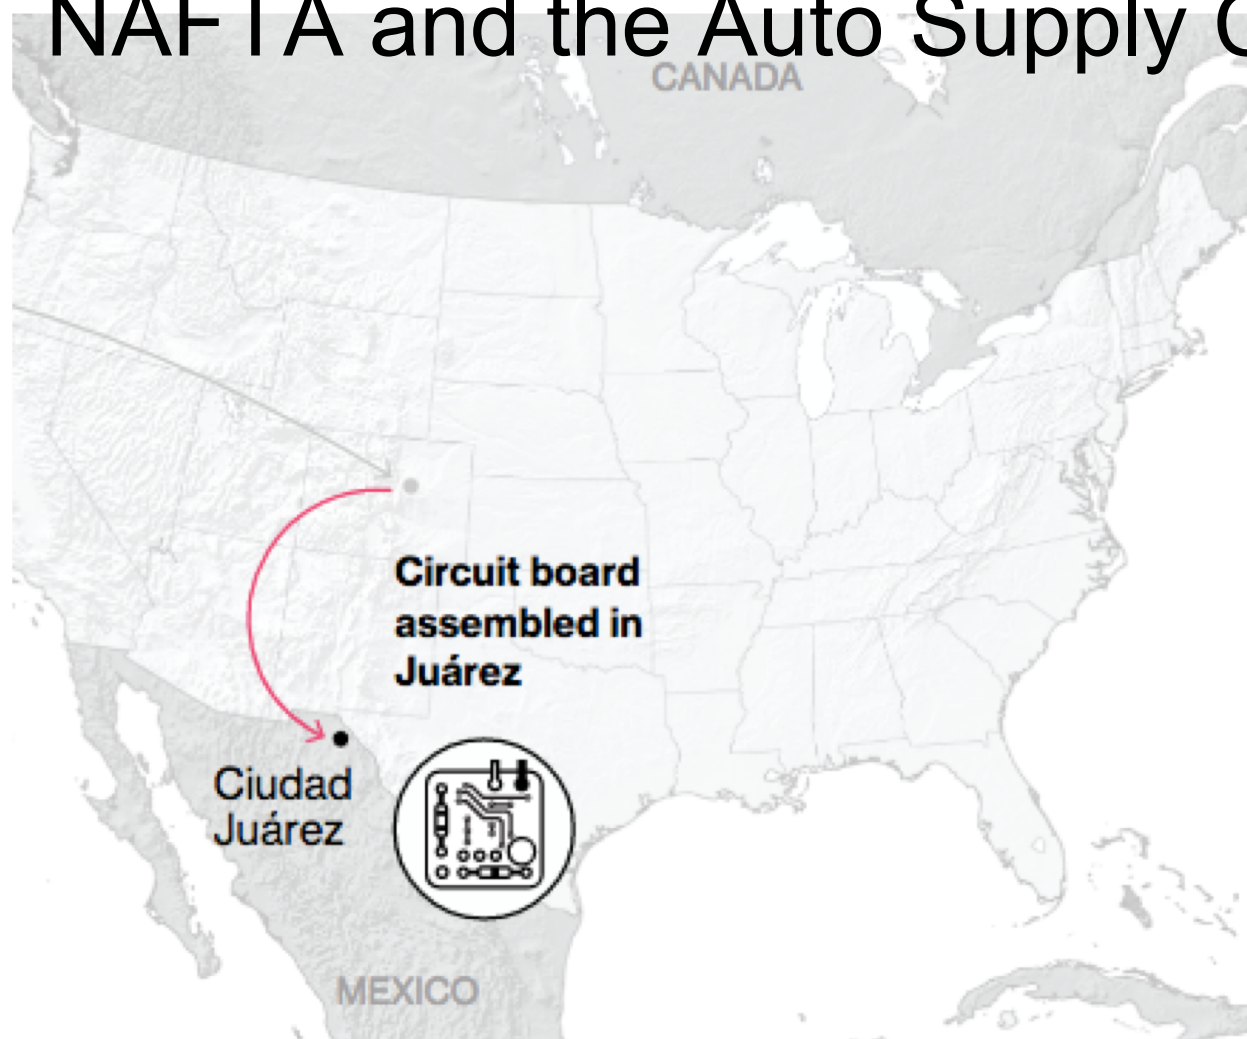 NAFTA and the Auto Supply
CANADA
Circuit board
assembled in
Juárez
Ciudad
Juárez
MEXICO